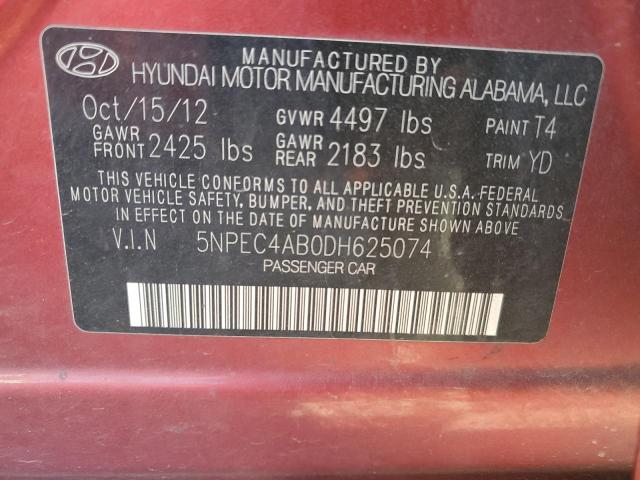 MANUFACTURED BY
HYUNDAI MOTOR MANUFACTURING ALABAMA, LLC
Oct/15/12 GVWR 4497 lbs PAINT T4
GAWR FRONT 2425 lbs GAWR REAR 2183 lbs TRIM YD
THIS VEHICLE CONFORMS TO ALL APPLICABLE U.S.A. FEDERAL
MOTOR VEHICLE SAFETY, BUMPER, AND THEFT PREVENTION STANDARDS
IN EFFECT ON THE DATE OF MANUFACTURE SHOWN ABOVE.
V.I.N 5NPEC4AB0DH625074
PASSENGER CAR